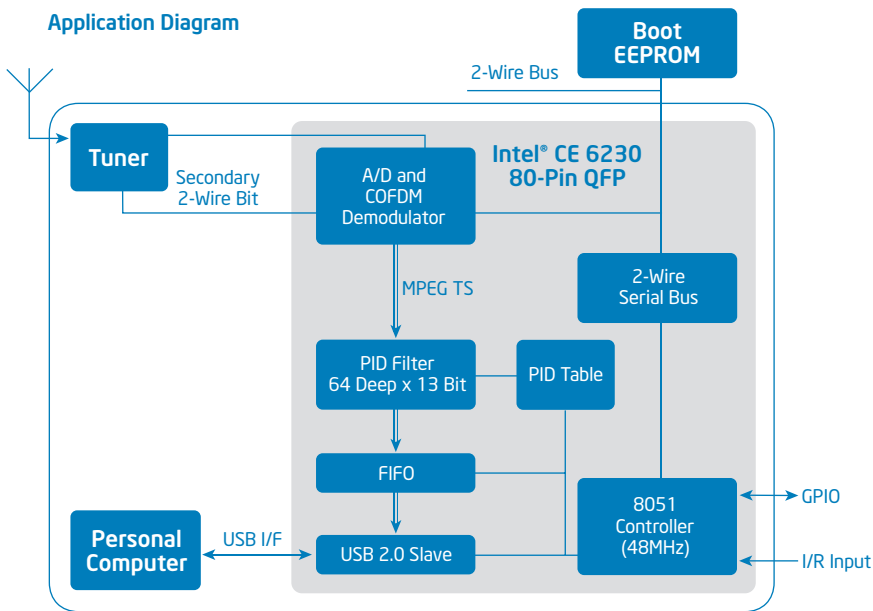 Application Diagram
Boot
EEPROM
2-Wire Bus
Tuner
Secondary
2-Wire Bit
A/D and
COFDM
Demodulator
Intel® CE 6230
80-Pin QFP
2-Wire
Serial Bus
MPEG TS
PID Filter
64 Deep x 13 Bit
PID Table
FIFO
8051
Controller
(48MHz)
GPIO
Personal
Computer
USB I/F
USB 2.0 Slave
I/R Input